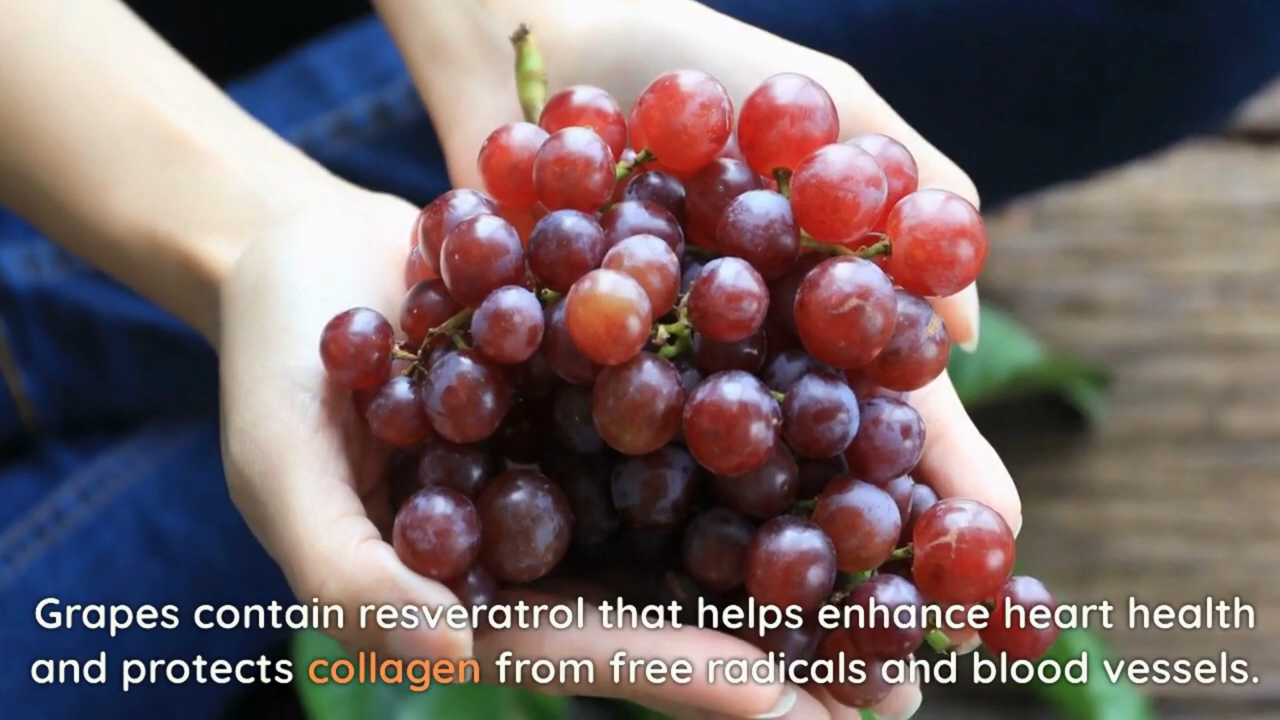 Grapes contain resveratrol that helps enhance heart health
and protects collagen from free radicals and blood vessels.